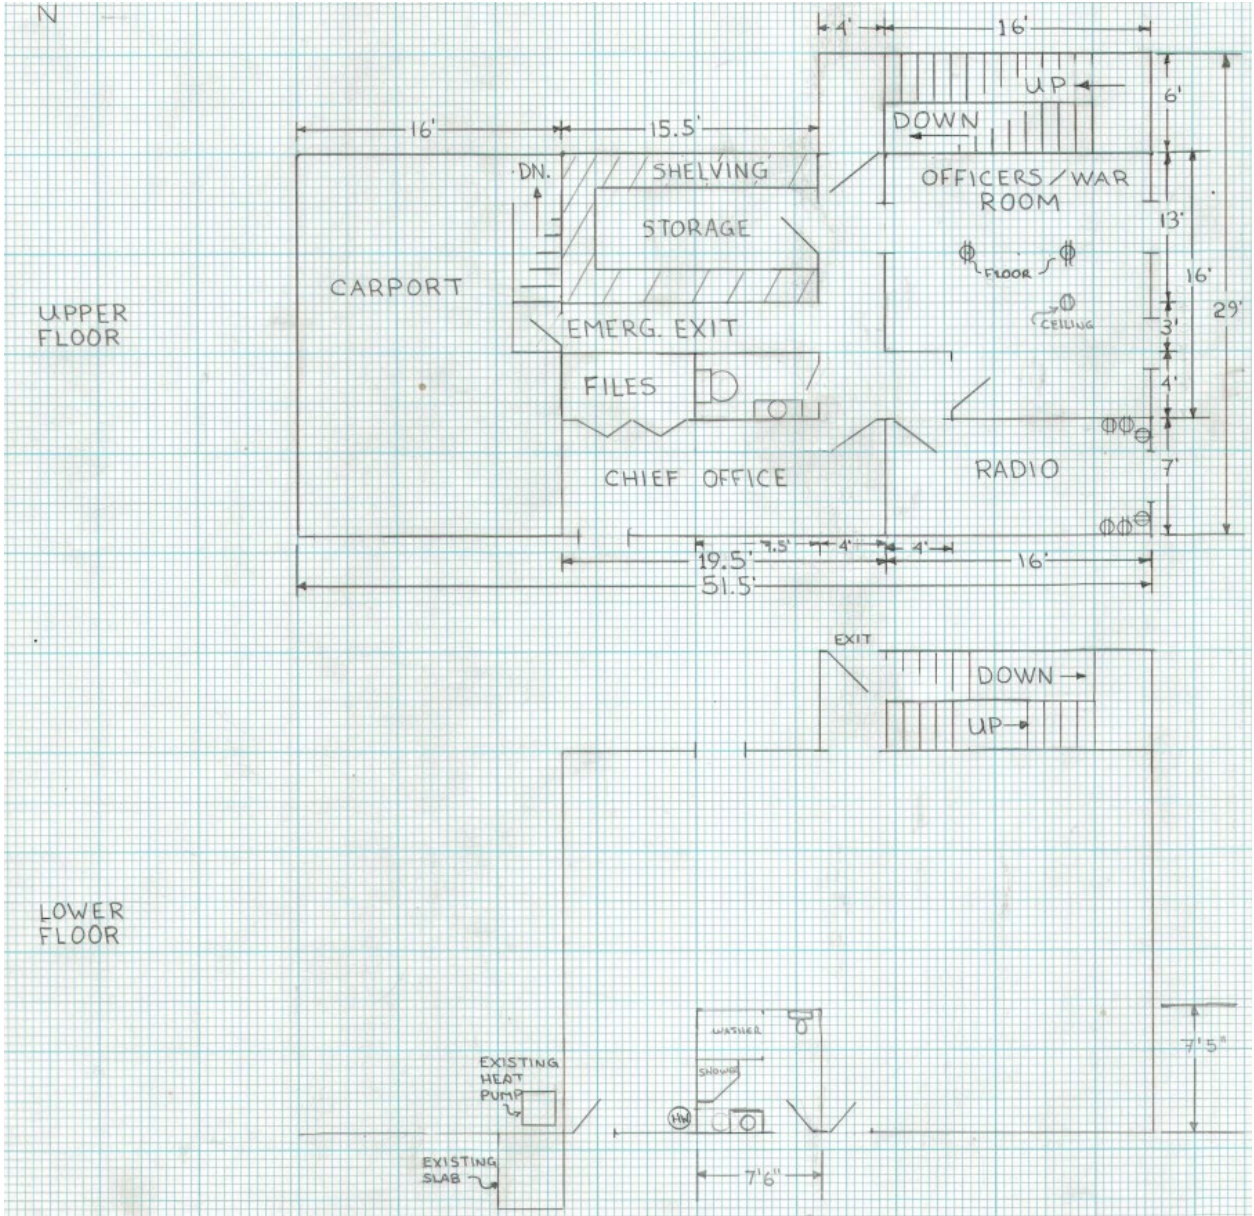 N
4'
16'
UP
6'
DOWN
16'
15.5'
DN.
SHELVING
OFFICERS/WAR
ROOM
STORAGE
13'
FLOOR
16'
CARPORT
29'
UPPER
FLOOR
CEILING
EMERG. EXIT
3'
FILES
4'
CHIEF OFFICE
RADIO
7'
7.5'
4'
4'
19.5'
16'
51.5'
EXIT
DOWN
UP
LOWER
FLOOR
WASHER
7'5"
EXISTING
HEAT
PUMP
SHOWER
HW
EXISTING
SLAB
7'6"